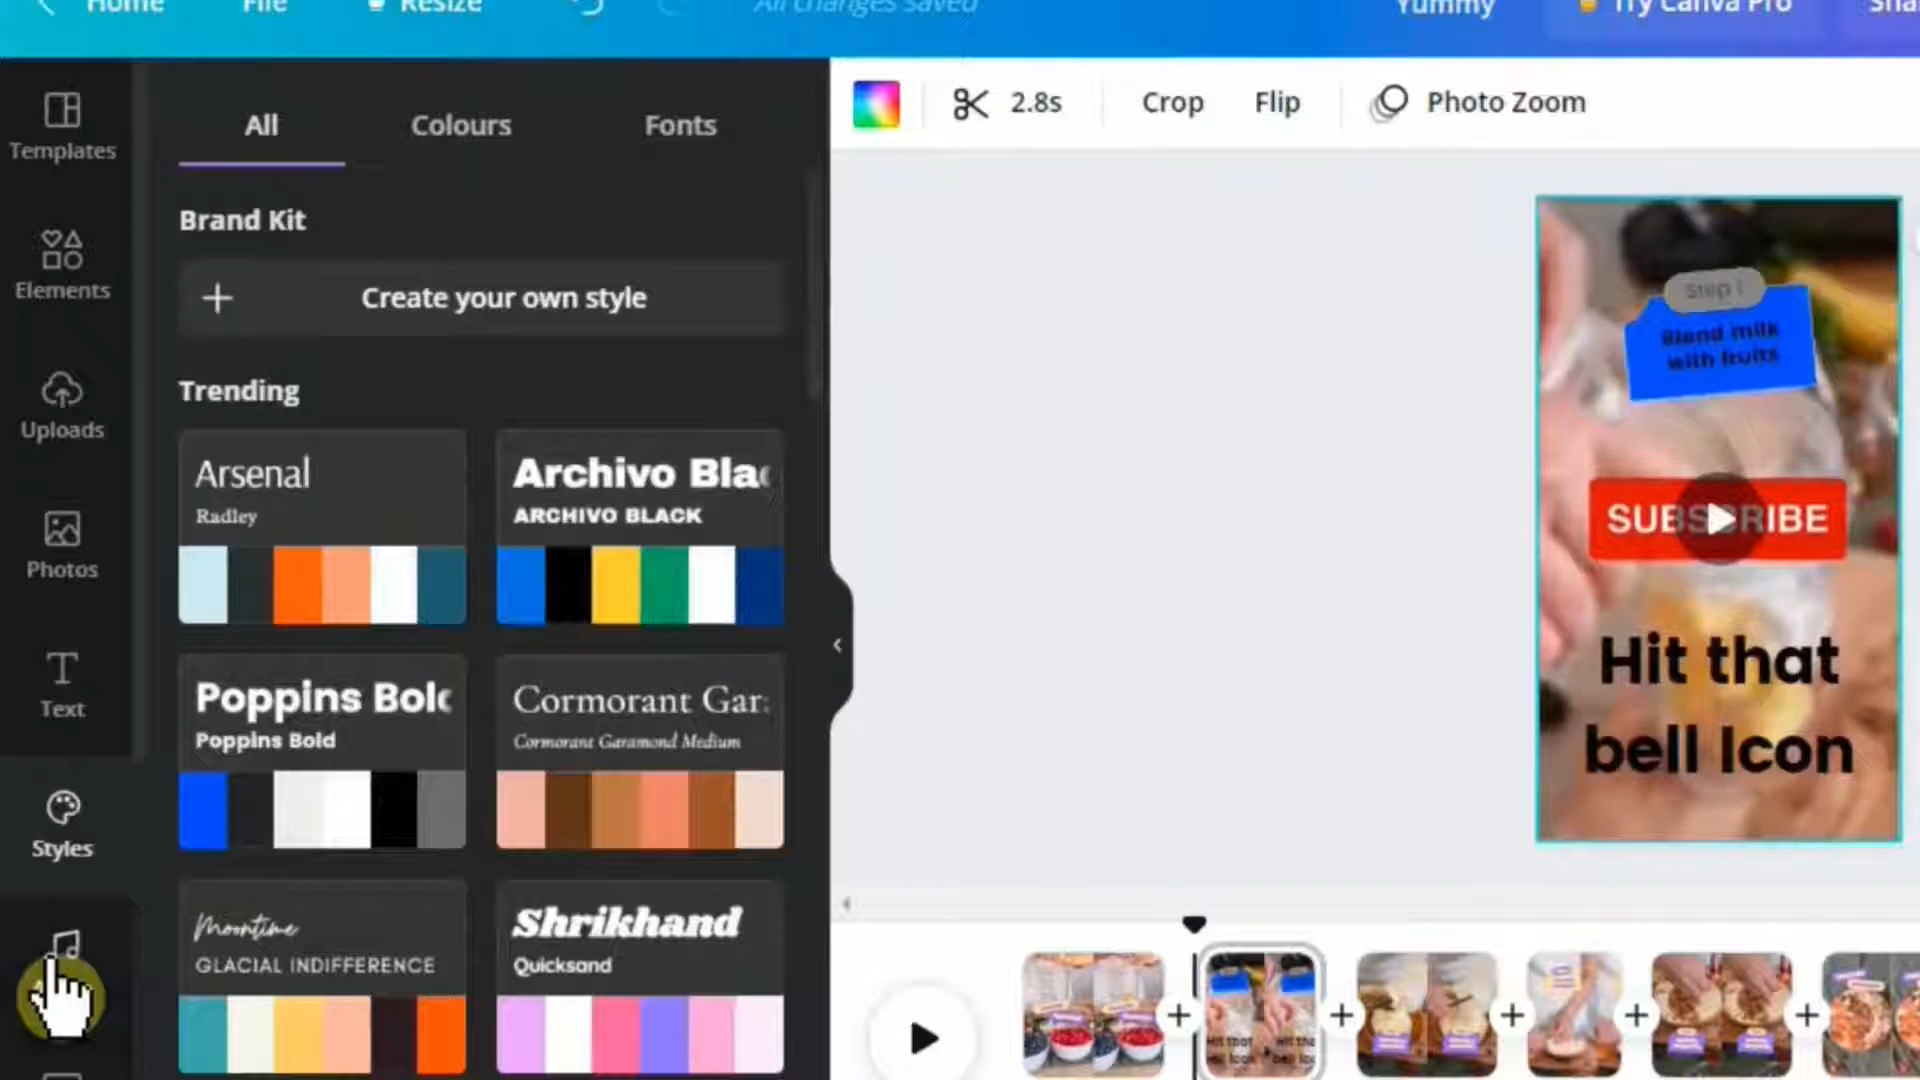 Home File Resize All changes saved Yummy Try Canva Pro
2.8s Crop Flip Photo Zoom
Templates
Elements
Uploads
Photos
Text
Styles
All Colours Fonts
Brand Kit
Create your own style
Trending
Arsenal
Radley
Archivo Blac
ARCHIVO BLACK
Poppins Bold
Poppins Bold
Cormorant Gar
Cormorant Garamond Medium
Moontime
GLACIAL INDIFFERENCE
Shrikhand
Quicksand
Step 1
Blend milk
with fruits
SUBSCRIBE
Hit that
bell Icon